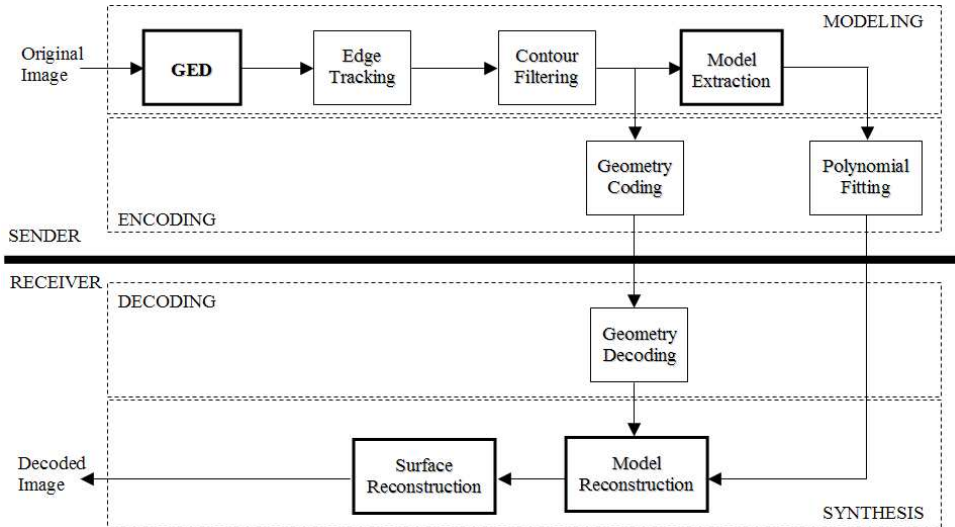 MODELING
Original
Image
GED
Edge
Tracking
Contour
Filtering
Model
Extraction
Geometry
Coding
Polynomial
Fitting
ENCODING
SENDER
RECEIVER
DECODING
Geometry
Decoding
Decoded
Image
Surface
Reconstruction
Model
Reconstruction
SYNTHESIS